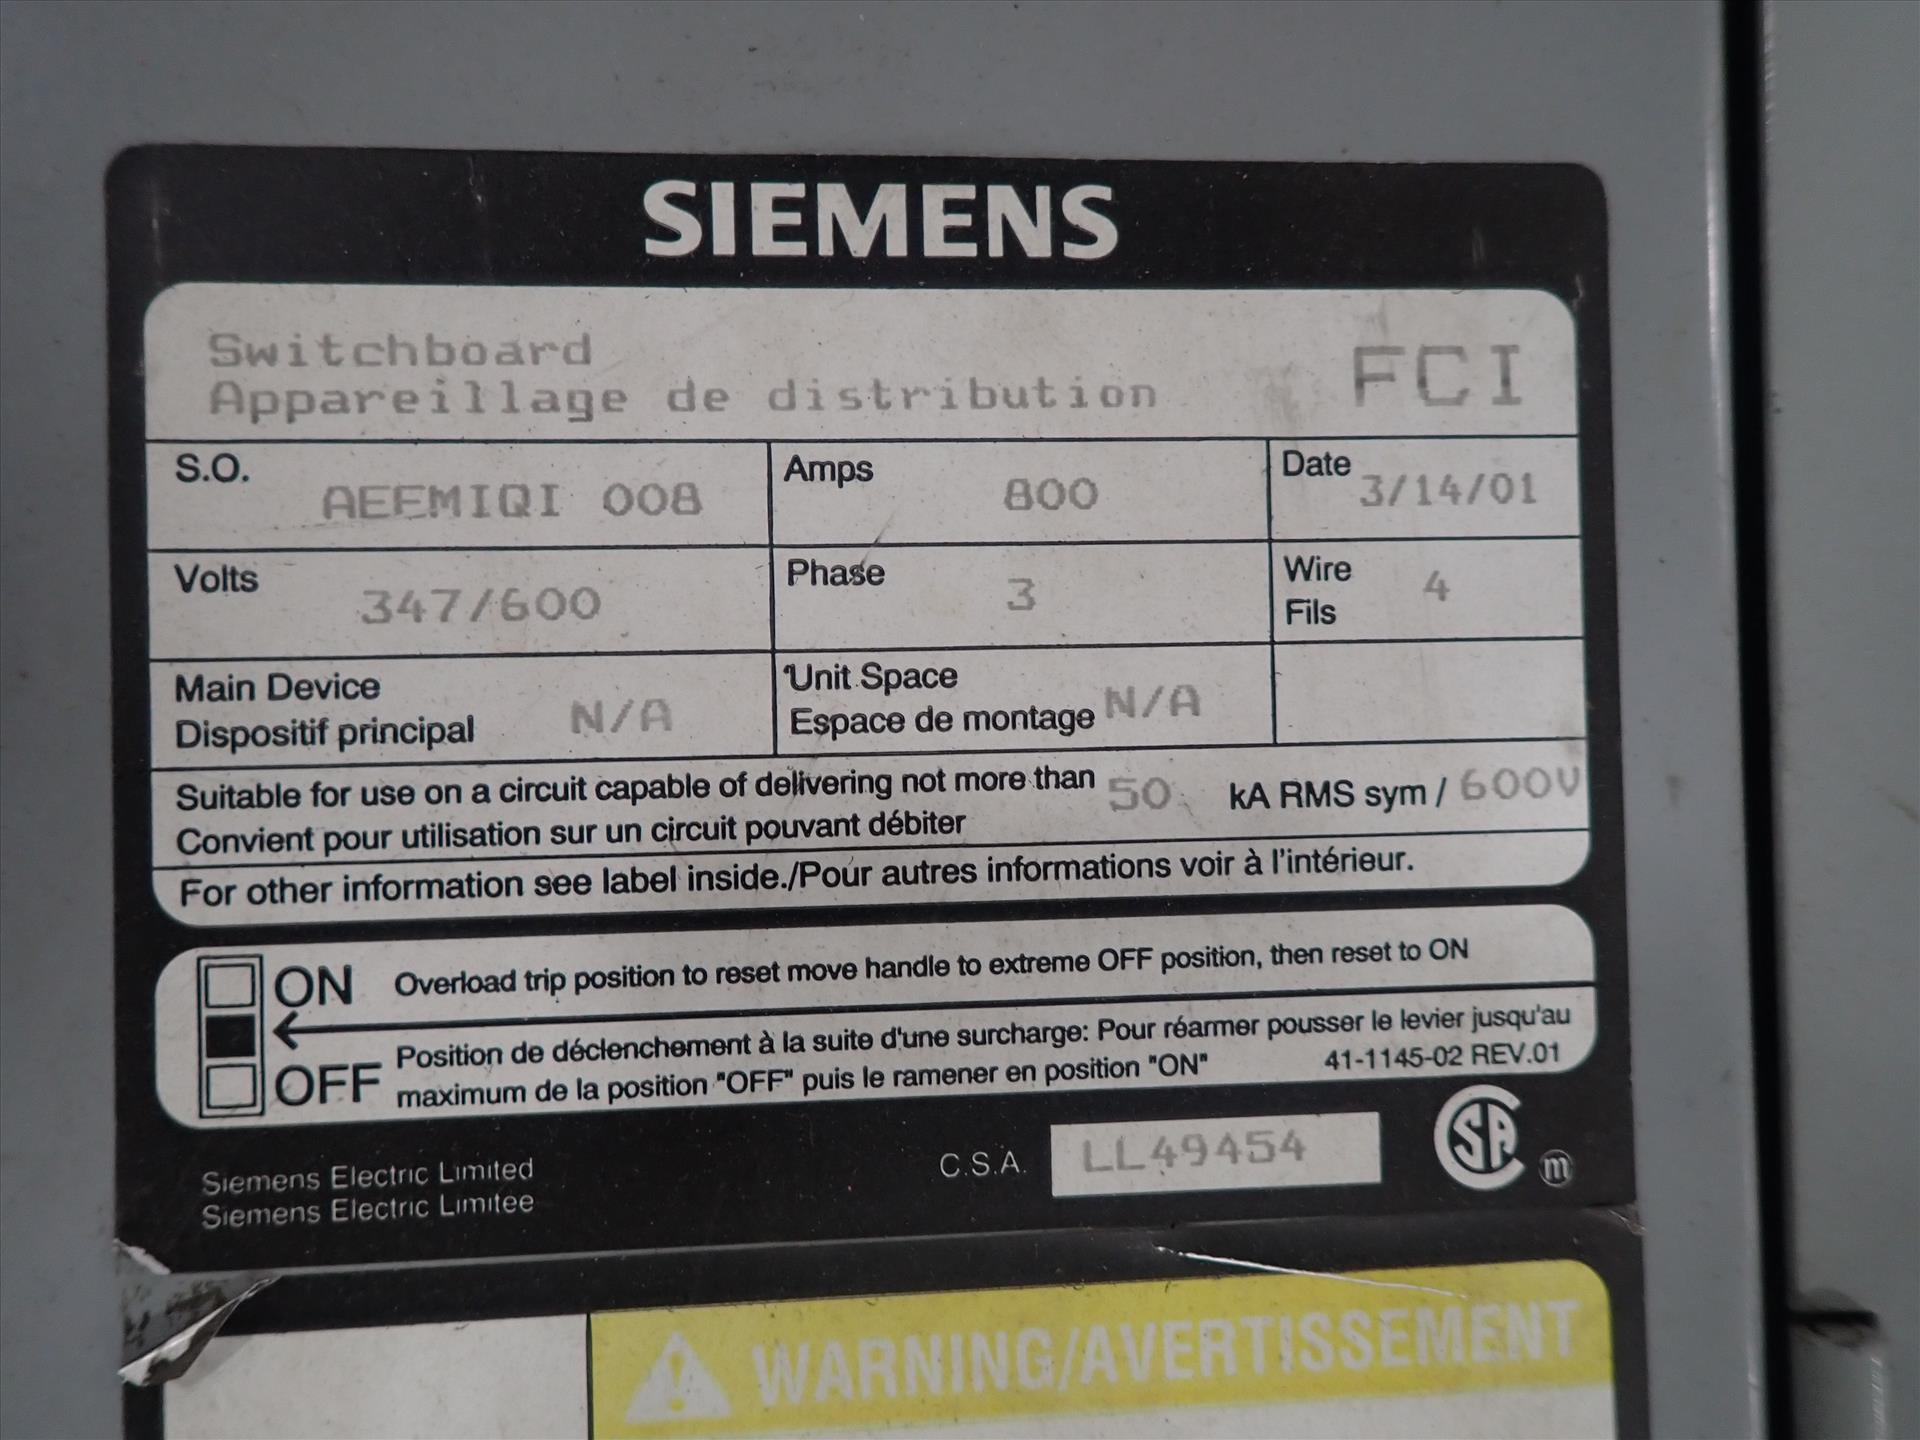 SIEMENS
Switchboard
FCI
Appareillage de distribution
S.O. AEEMIQI 008
Amps 800
Date 3/14/01
Volts 347/600
Phase 3
Wire 4
Fils
Main Device
Dispositif principal N/A
Unit Space
Espace de montage N/A
Suitable for use on a circuit capable of delivering not more than 50 kA RMS sym / 600V
Convient pour utilisation sur un circuit pouvant débiter
For other information see label inside./Pour autres informations voir à l'intérieur.
ON Overload trip position to reset move handle to extreme OFF position, then reset to ON
Position de déclenchement à la suite d'une surcharge: Pour réarmer pousser le levier jusqu'au
OFF maximum de la position "OFF" puis le ramener en position "ON" 41-1145-02 REV.01
Siemens Electric Limited
Siemens Electric Limitee
C.S.A. LL49454
CSA m
WARNING/AVERTISSEMENT